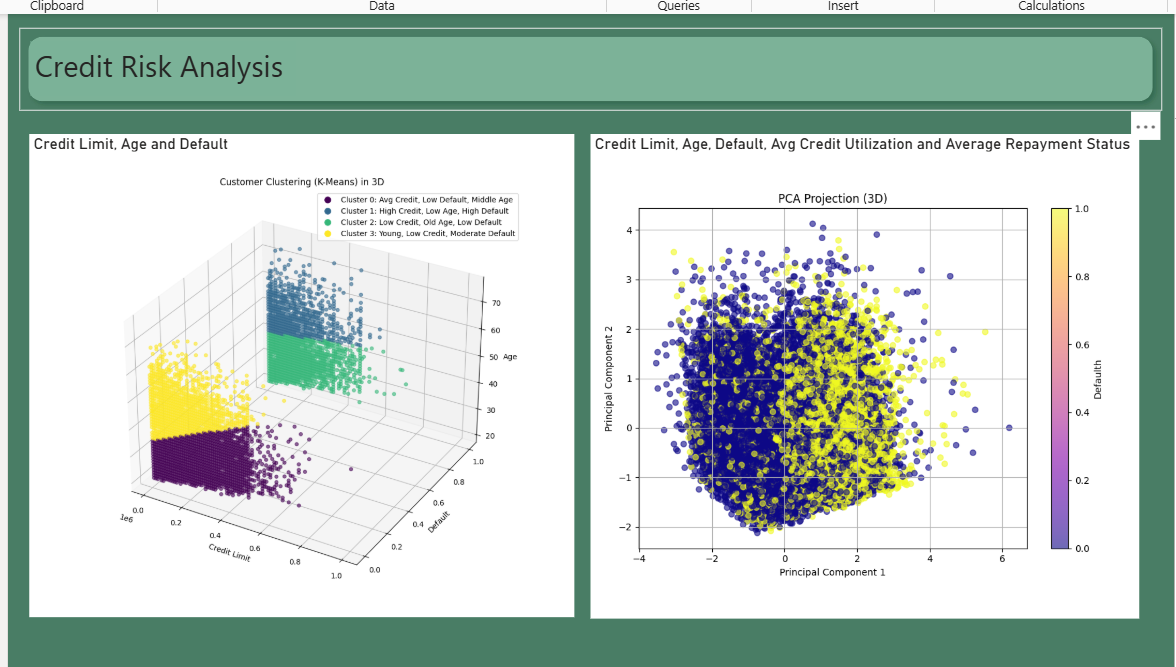 Clipboard
Data
Queries
Insert
Calculations
Credit Risk Analysis
Credit Limit, Age and Default
Customer Clustering (K-Means) in 3D
Cluster 0: Avg Credit, Low Default, Middle Age
Cluster 1: High Credit, Low Age, High Default
Cluster 2: Low Credit, Old Age, Low Default
Cluster 3: Young, Low Credit, Moderate Default
70
60
50
40
30
20
Age
1.0
0.8
0.6
0.4
0.2
0.0
Default
0.0
0.2
0.4
0.6
0.8
1.0
1e6
Credit Limit
Credit Limit, Age, Default, Avg Credit Utilization and Average Repayment Status
PCA Projection (3D)
4
3
2
1
0
−1
−2
Principal Component 2
−4
−2
0
2
4
6
Principal Component 1
1.0
0.8
0.6
0.4
0.2
0.0
Defaulth